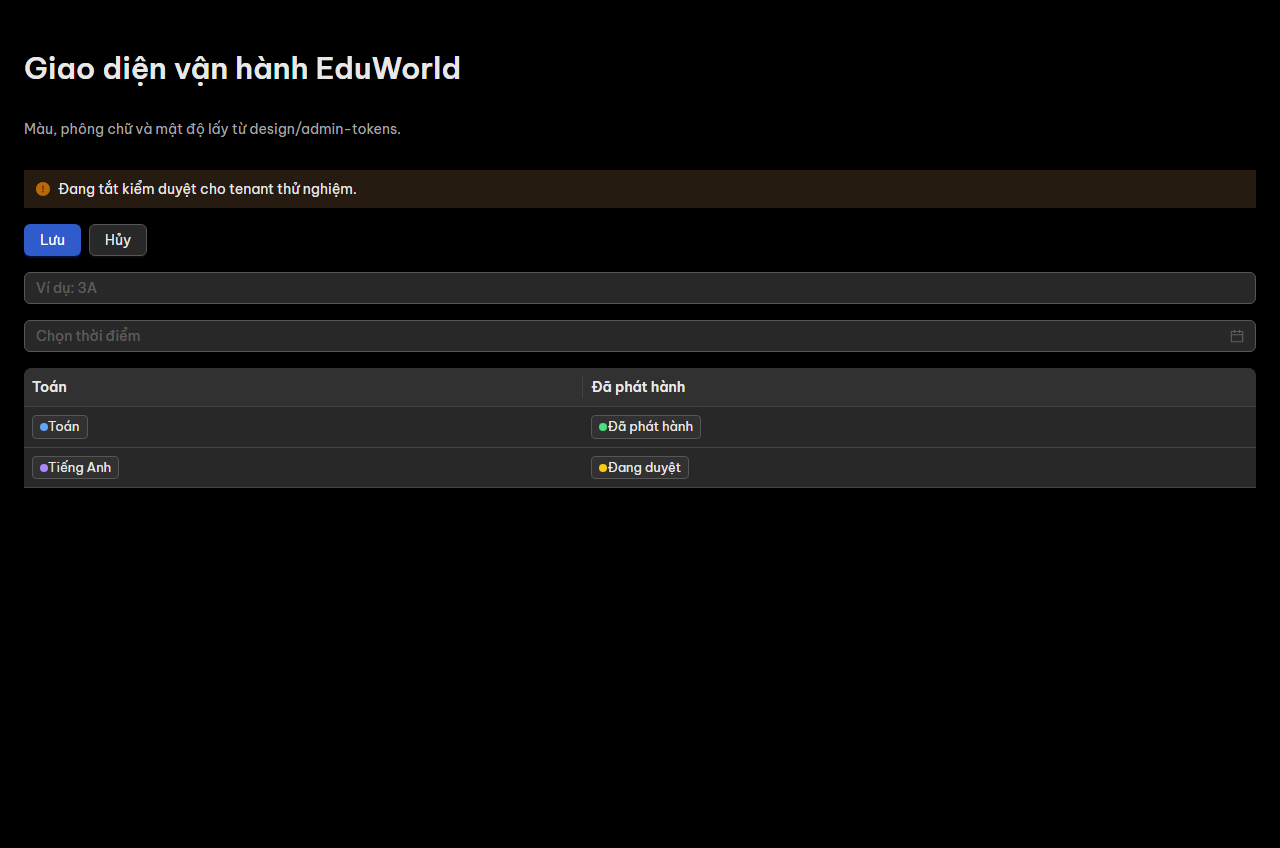 Giao diện vận hành EduWorld
Màu, phông chữ và mật độ lấy từ design/admin-tokens.
Đang tắt kiểm duyệt cho tenant thử nghiệm.
Lưu Hủy
Ví dụ: 3A
Chọn thời điểm
Toán Đã phát hành
Toán Đã phát hành
Tiếng Anh Đang duyệt